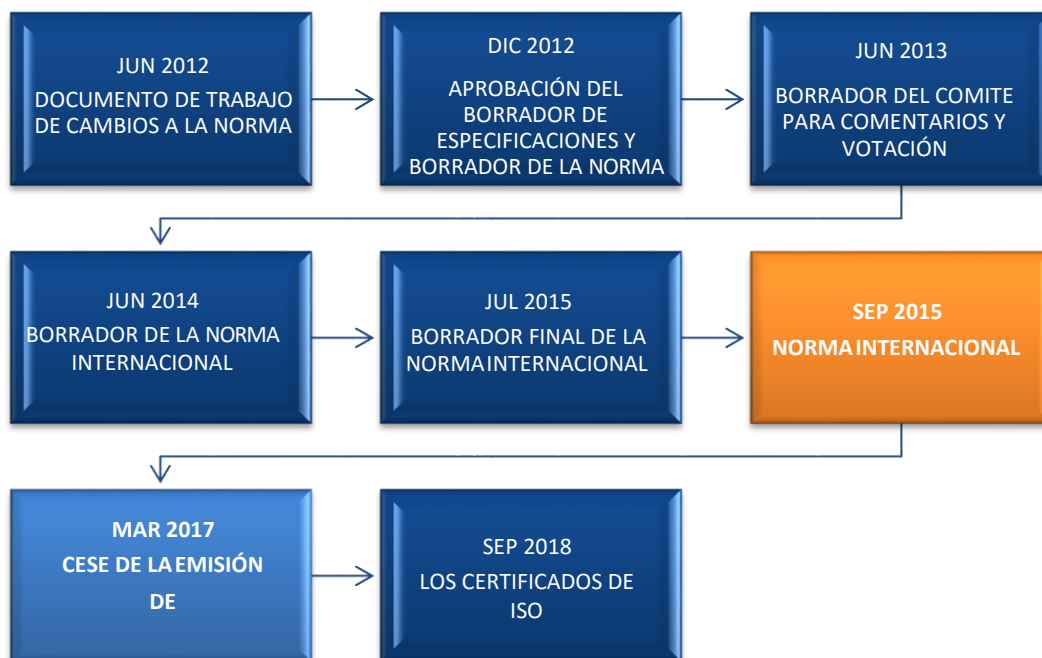 JUN 2012
DOCUMENTO DE TRABAJO
DE CAMBIOS A LA NORMA
DIC 2012
APROBACIÓN DEL
BORRADOR DE
ESPECIFICACIONES Y
BORRADOR DE LA NORMA
JUN 2013
BORRADOR DEL COMITE
PARA COMENTARIOS Y
VOTACIÓN
JUN 2014
BORRADOR DE LA NORMA
INTERNACIONAL
JUL 2015
BORRADOR FINAL DE LA
NORMA INTERNACIONAL
SEP 2015
NORMA INTERNACIONAL
MAR 2017
CESE DE LA EMISIÓN
DE
SEP 2018
LOS CERTIFICADOS DE
ISO